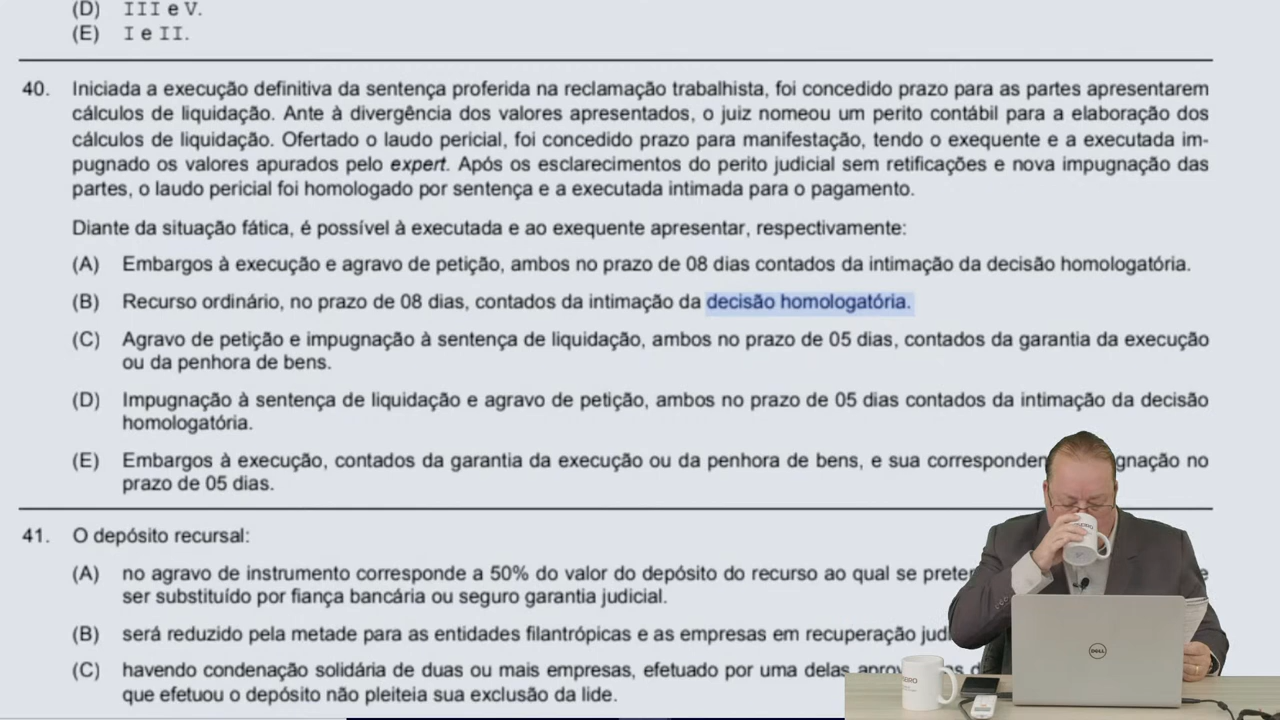 (D) III e V.
(E) I e II.
40. Iniciada a execução definitiva da sentença proferida na reclamação trabalhista, foi concedido prazo para as partes apresentarem
cálculos de liquidação. Ante à divergência dos valores apresentados, o juiz nomeou um perito contábil para a elaboração dos
cálculos de liquidação. Ofertado o laudo pericial, foi concedido prazo para manifestação, tendo o exequente e a executada im-
pugnado os valores apurados pelo expert. Após os esclarecimentos do perito judicial sem retificações e nova impugnação das
partes, o laudo pericial foi homologado por sentença e a executada intimada para o pagamento.
Diante da situação fática, é possível à executada e ao exequente apresentar, respectivamente:
(A) Embargos à execução e agravo de petição, ambos no prazo de 08 dias contados da intimação da decisão homologatória.
(B) Recurso ordinário, no prazo de 08 dias, contados da intimação da decisão homologatória.
(C) Agravo de petição e impugnação à sentença de liquidação, ambos no prazo de 05 dias, contados da garantia da execução
ou da penhora de bens.
(D) Impugnação à sentença de liquidação e agravo de petição, ambos no prazo de 05 dias contados da intimação da decisão
homologatória.
(E) Embargos à execução, contados da garantia da execução ou da penhora de bens, e sua no
prazo de 05 dias.
41. O depósito recursal:
(A) no agravo de instrumento corresponde a 50% do valor do depósito do recurso ao qual se
ser substituído por fiança bancária ou seguro garantia judicial.
(B) será reduzido pela metade para as entidades filantrópicas e as empresas em recuperação
(C) havendo condenação solidária de duas ou mais empresas, efetuado por uma delas
que efetuou o depósito não pleiteia sua exclusão da lide.
DELL